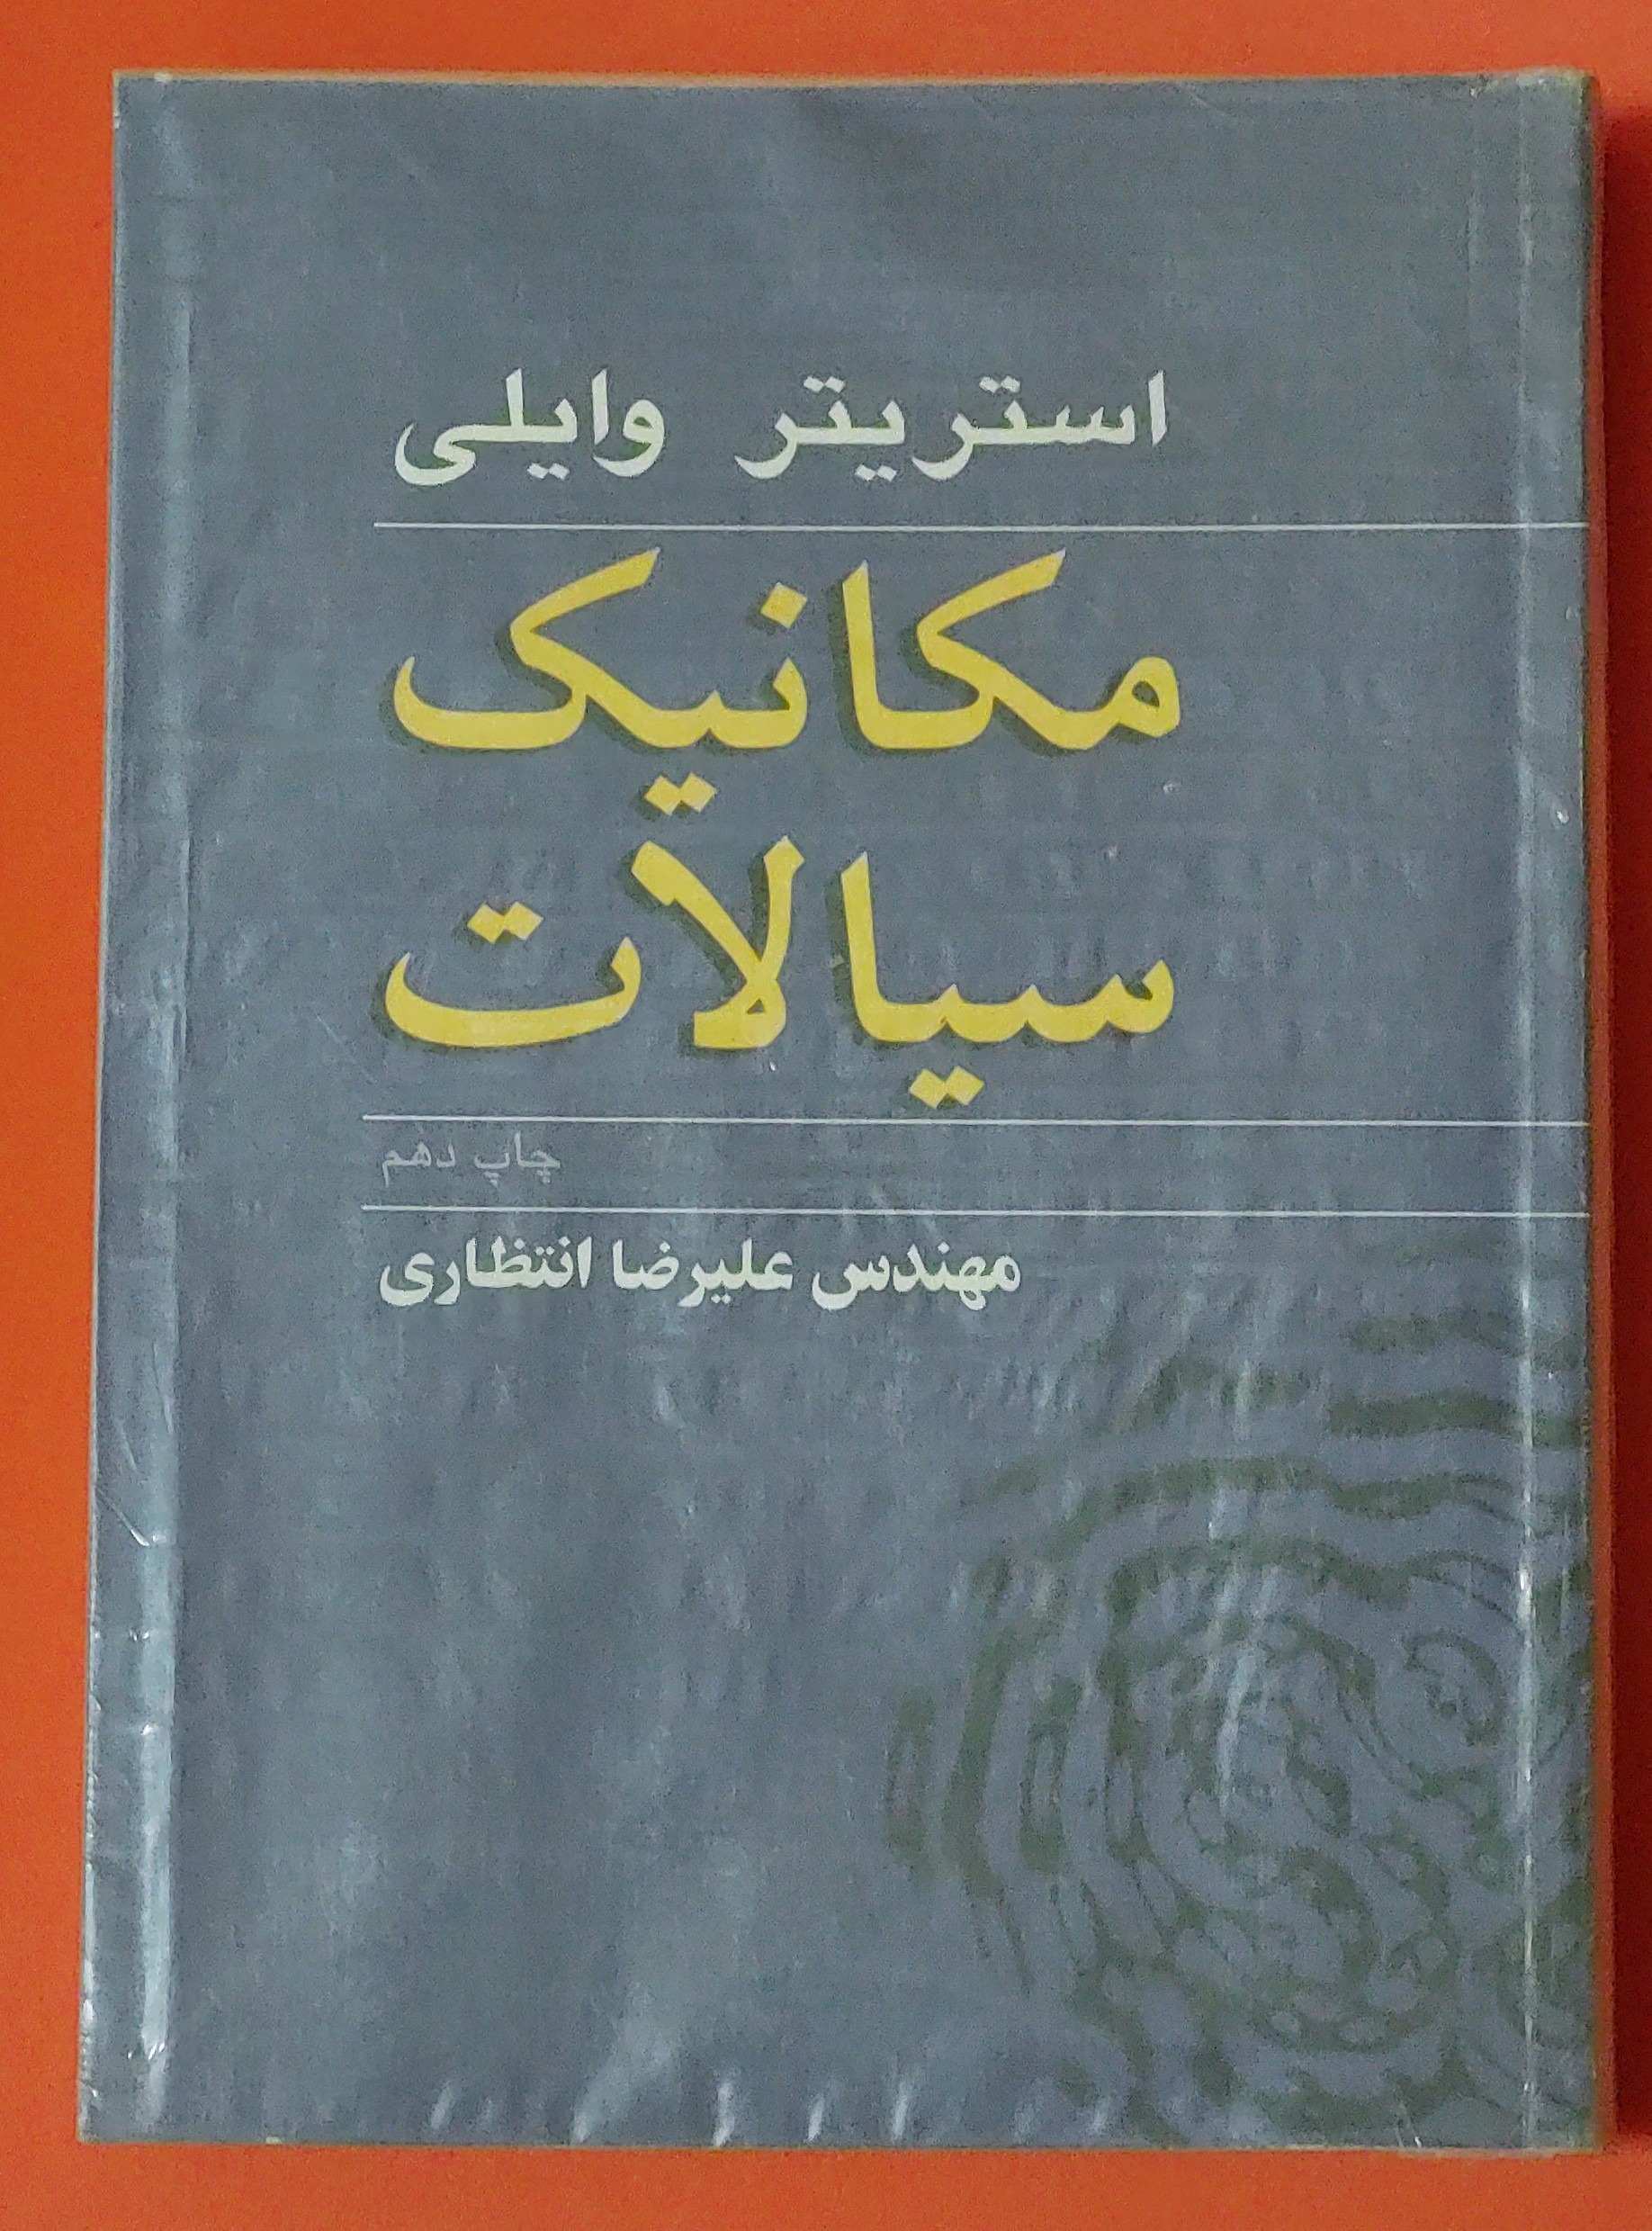 استریتر وایلی
مکانیک
سیالات
چاپ دهم
مهندس علیرضا انتظاری